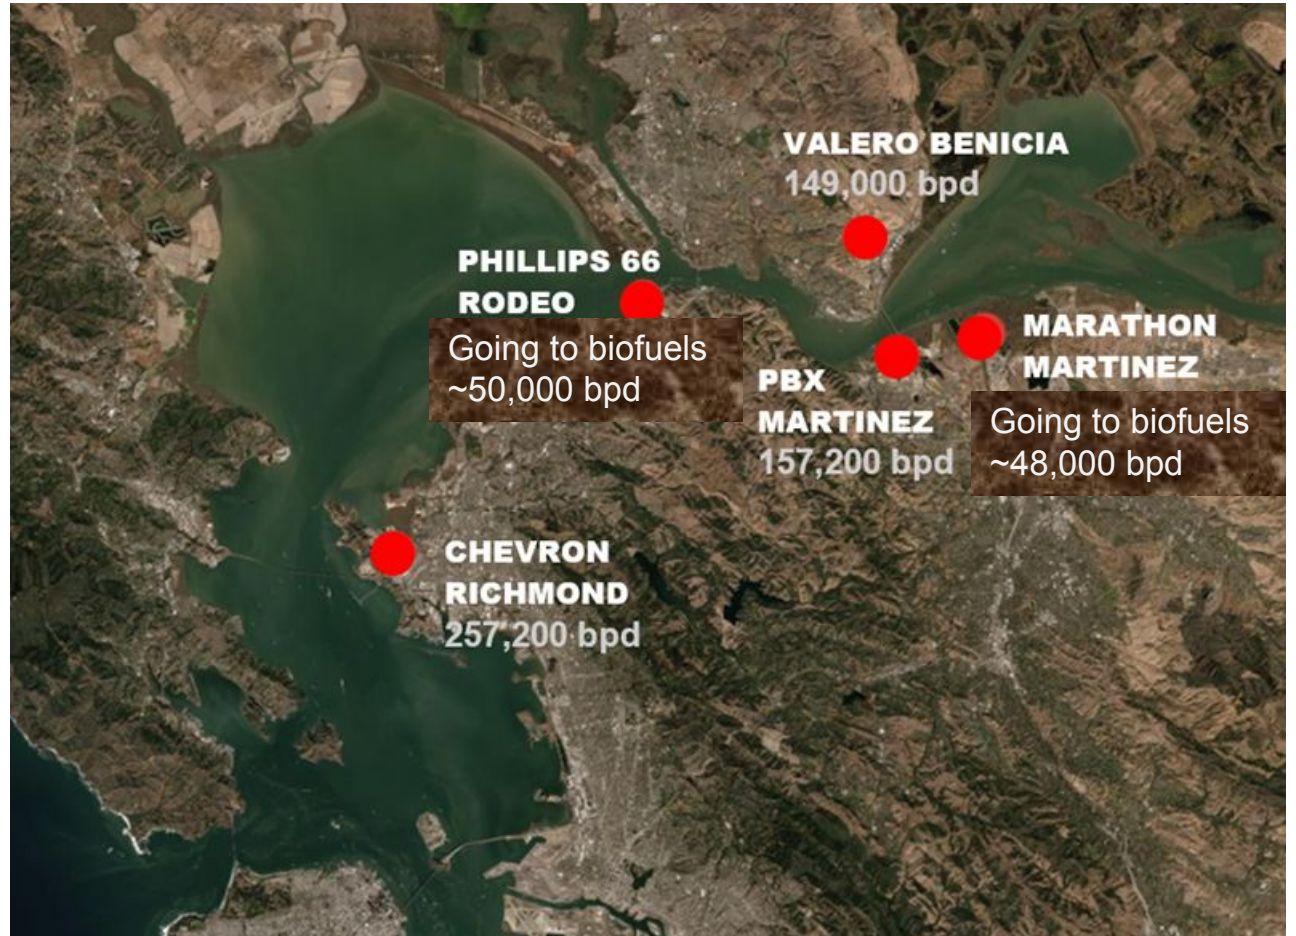 VALERO BENICIA
149,000 bpd
PHILLIPS 66
RODEO
Going to biofuels
~50,000 bpd
MARATHON
MARTINEZ
Going to biofuels
~48,000 bpd
PBX
MARTINEZ
157,200 bpd
CHEVRON
RICHMOND
257,200 bpd